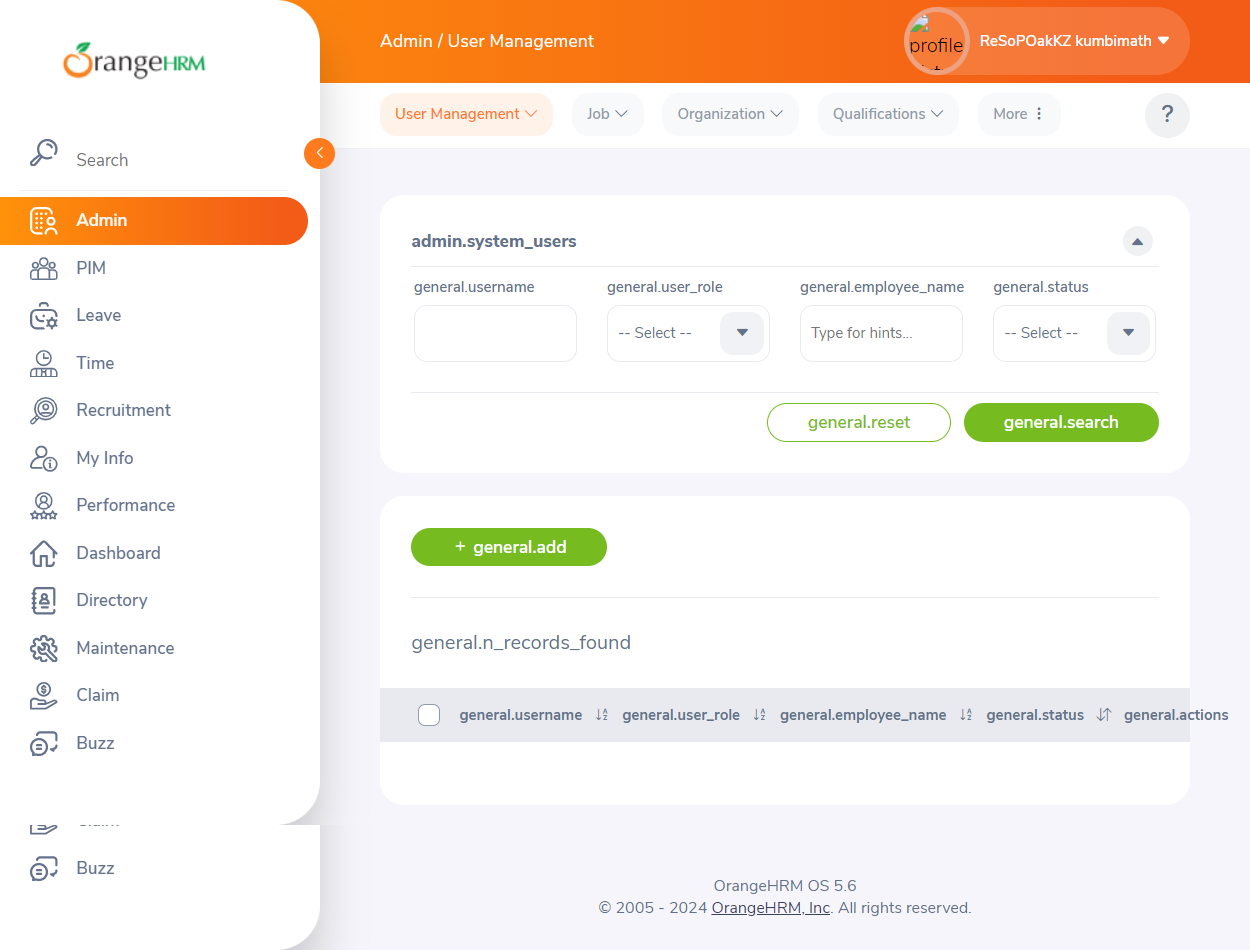 OrangeHRM
Admin / User Management
profile
ReSoPOakKZ kumbimath
User Management
Job
Organization
Qualifications
More
?
Search
Admin
PIM
Leave
Time
Recruitment
My Info
Performance
Dashboard
Directory
Maintenance
Claim
Buzz
Buzz
admin.system_users
general.username
general.user_role
general.employee_name
general.status
-- Select --
Type for hints...
-- Select --
general.reset
general.search
+ general.add
general.n_records_found
general.username
general.user_role
general.employee_name
general.status
general.actions
OrangeHRM OS 5.6
© 2005 - 2024 OrangeHRM, Inc. All rights reserved.